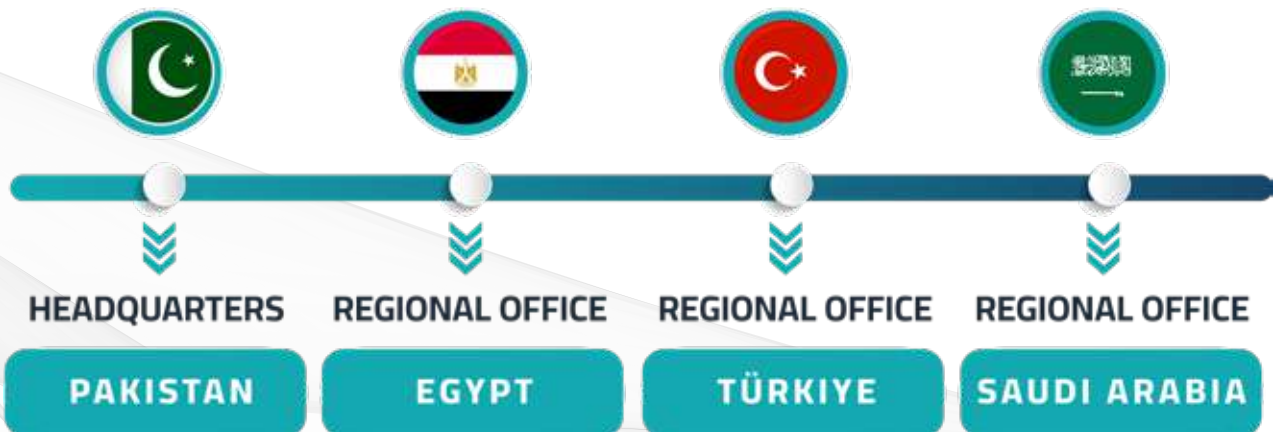 HEADQUARTERS
PAKISTAN
REGIONAL OFFICE
EGYPT
REGIONAL OFFICE
TÜRKIYE
REGIONAL OFFICE
SAUDI ARABIA